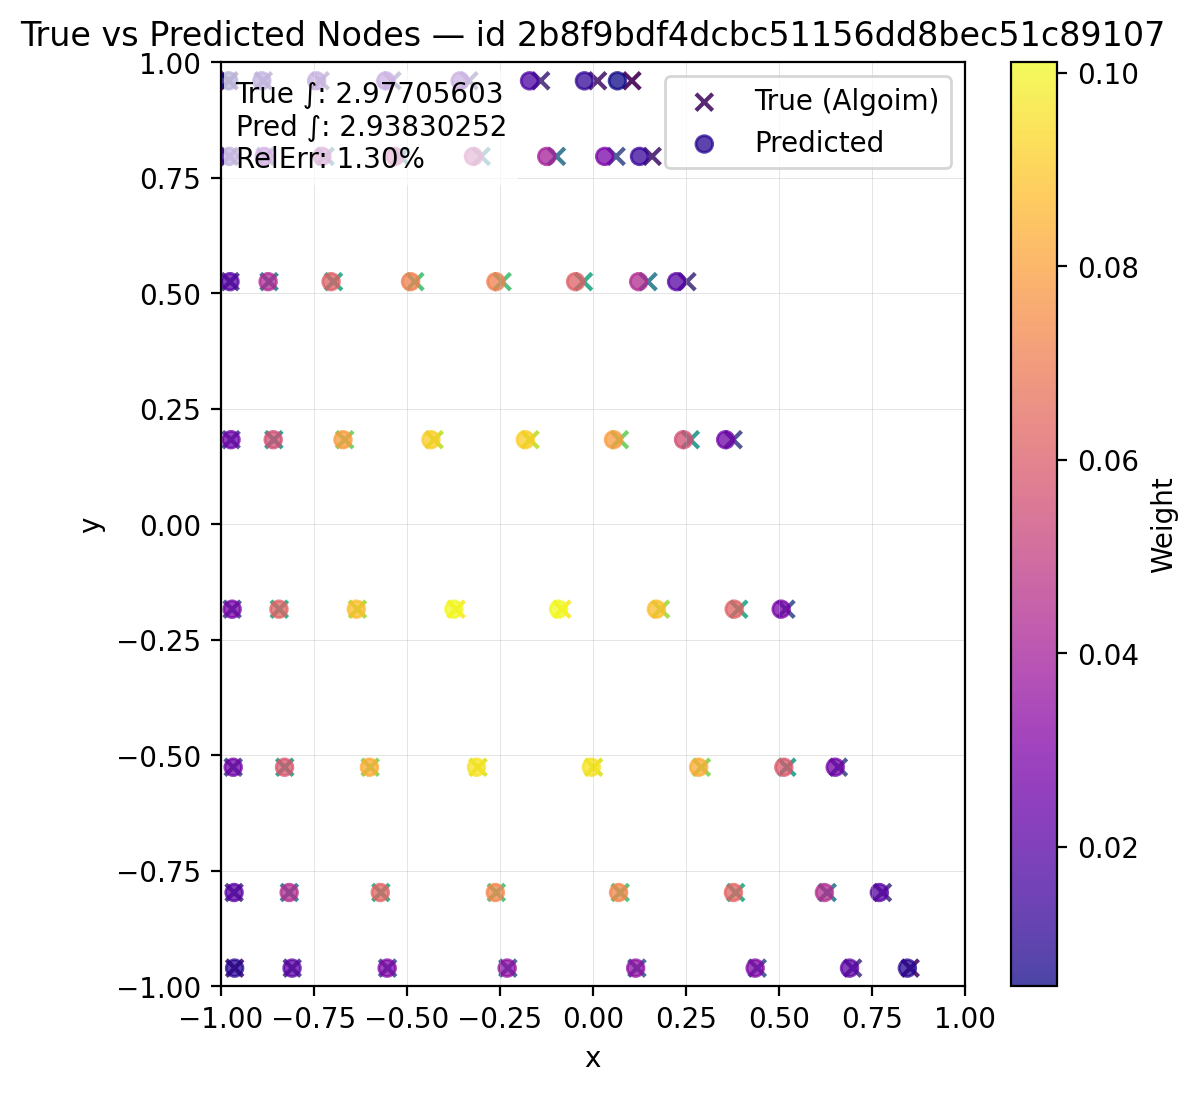 True vs Predicted Nodes — id 2b8f9bdf4dcbc51156dd8bec51c89107
True ∫: 2.97705603
Pred ∫: 2.93830252
RelErr: 1.30%
True (Algoim)
Predicted
1.00
0.75
0.50
0.25
0.00
−0.25
−0.50
−0.75
−1.00
y
−1.00 −0.75 −0.50 −0.25 0.00 0.25 0.50 0.75 1.00
x
0.10
0.08
0.06
0.04
0.02
Weight